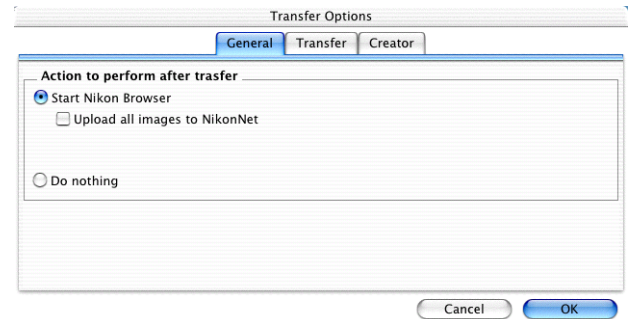 Transfer Options
General Transfer Creator
Action to perform after trasfer
Start Nikon Browser
Upload all images to NikonNet
Do nothing
Cancel OK